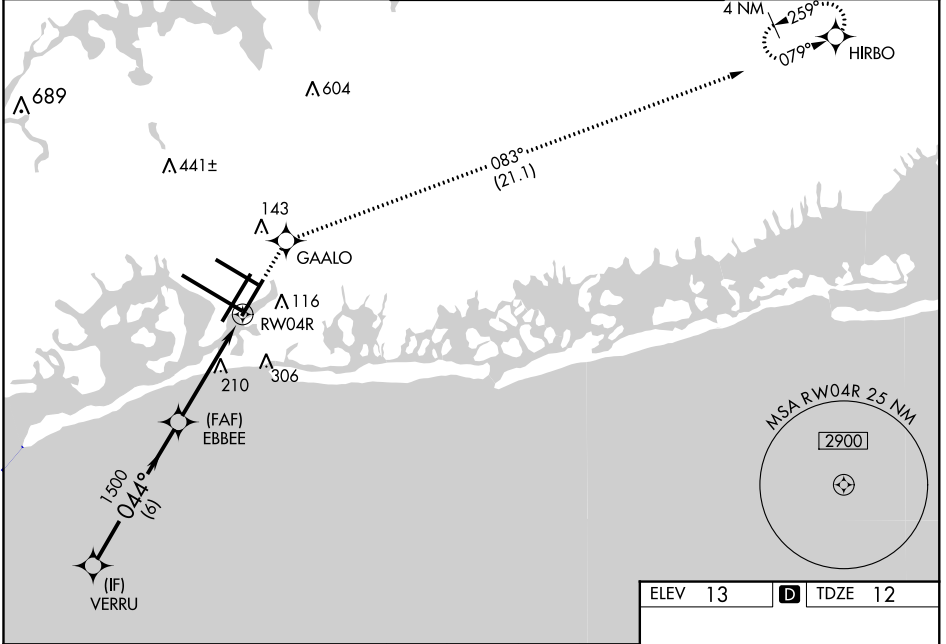 4 NM
259°
079°
HIRBO
689
604
083°
(21.1)
441±
143
GAALO
116
RW04R
210
306
(FAF)
EBBEE
MSA RW04R 25 NM
2900
1500
044°
(6)
(IF)
VERRU
ELEV 13 D TDZE 12